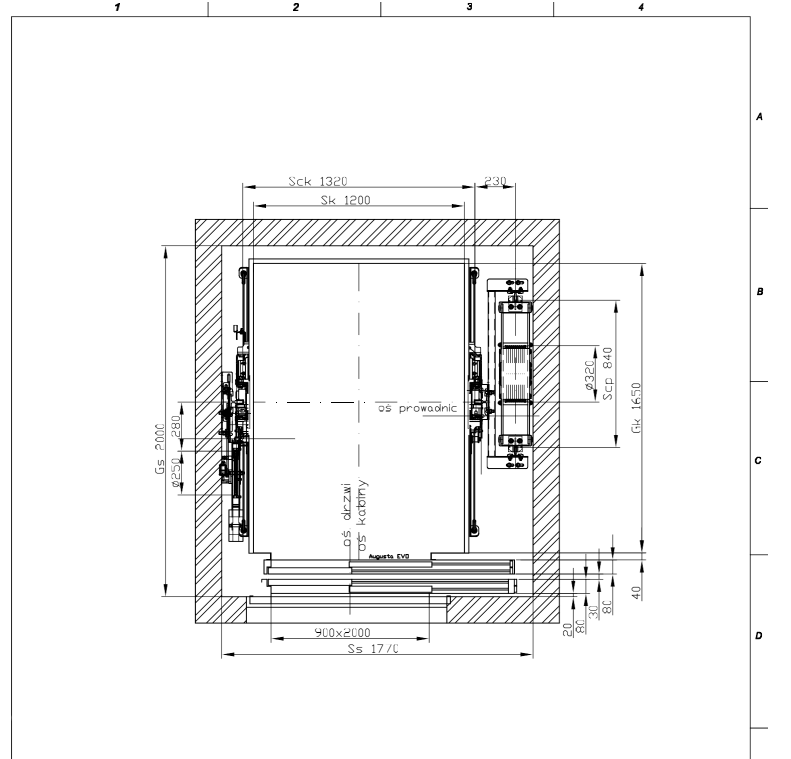 1 2 3 4
A
Sck 1320 230
Sk 1200
B
Gs 2000
280
ø250
oś prowadnic
ø320
Scp 840
Gk 1650
C
oś drzwi
oś kabiny
Augusta EVO
20
80
30
80
40
D
900x2000
Ss 1770